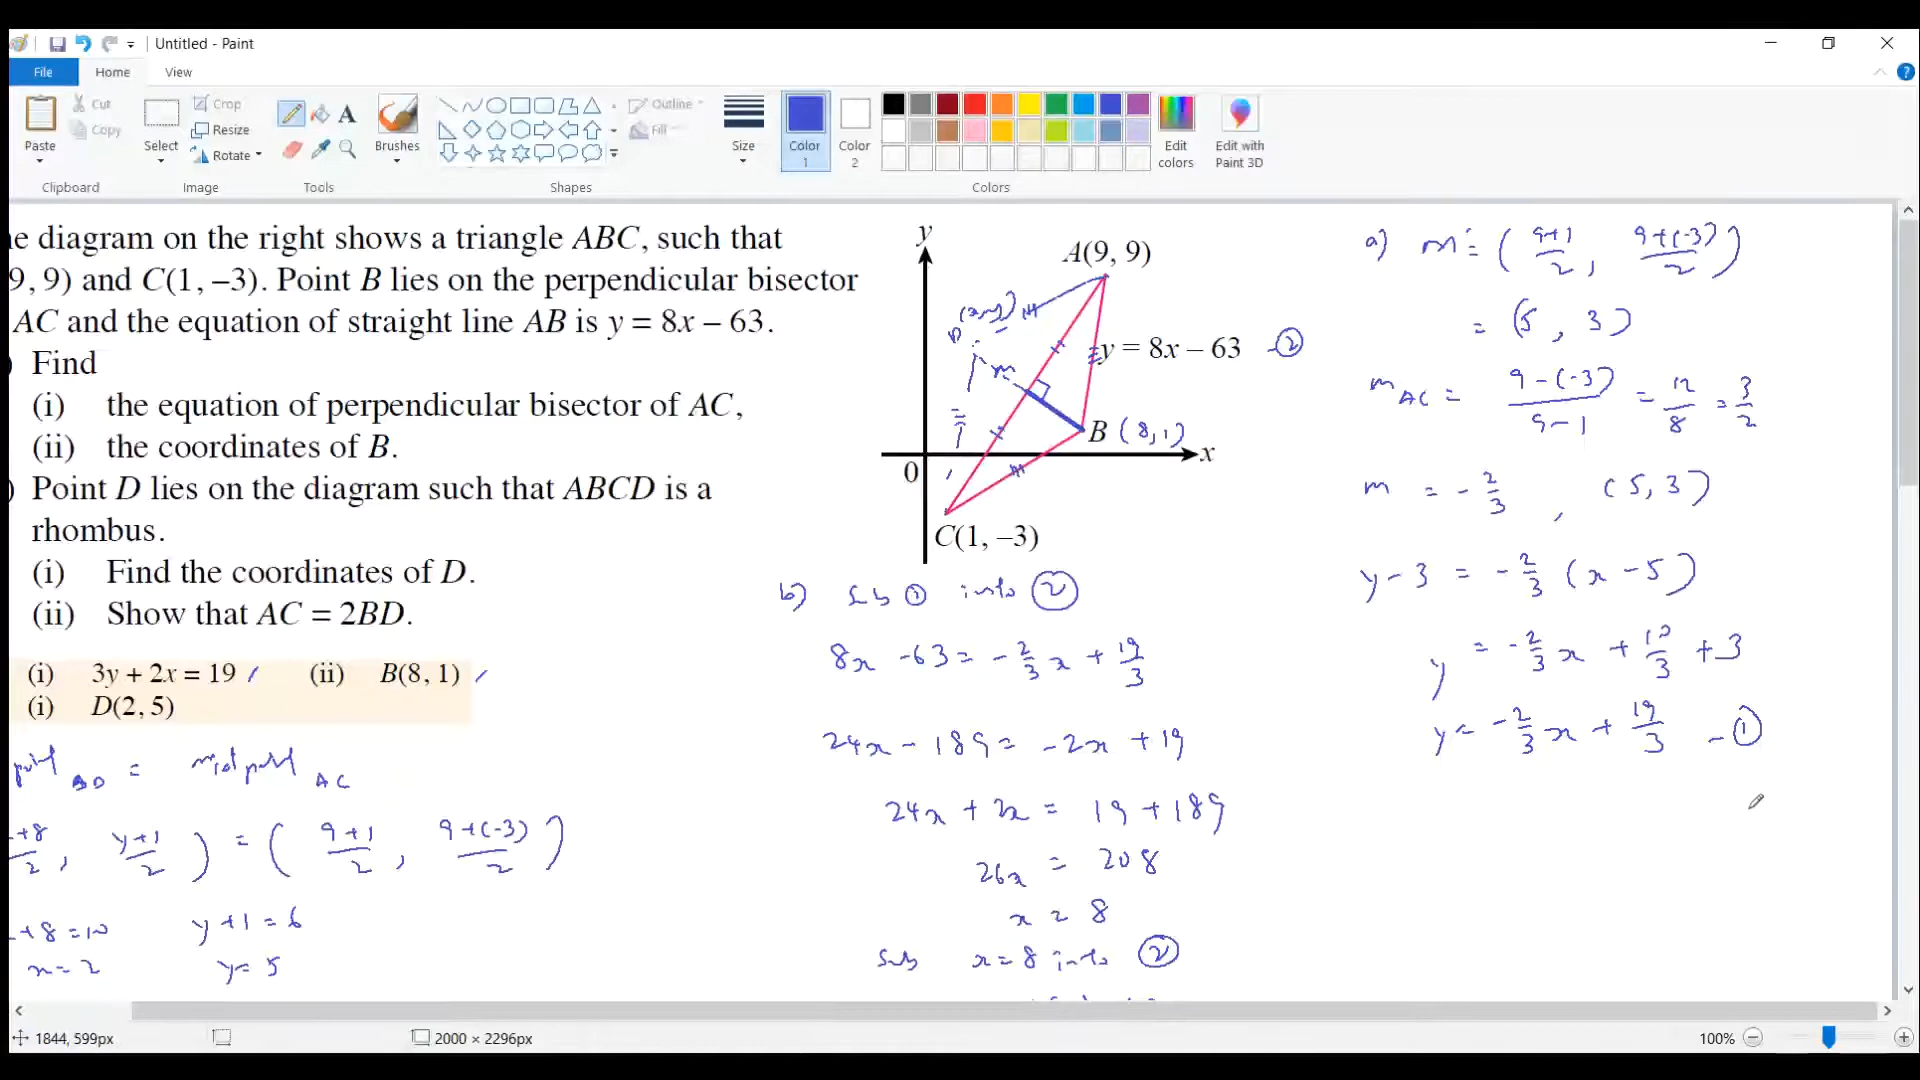 Untitled - Paint
File Home View
Paste Cut Copy Select Crop Resize Rotate A Brushes Outline Fill Size Color 1 Color 2 Edit colors Edit with Paint 3D
Clipboard Image Tools Shapes Colors
e diagram on the right shows a triangle ABC, such that
9, 9) and C(1, –3). Point B lies on the perpendicular bisector
AC and the equation of straight line AB is y = 8x – 63.
) Find
(i) the equation of perpendicular bisector of AC,
(ii) the coordinates of B.
) Point D lies on the diagram such that ABCD is a
rhombus.
(i) Find the coordinates of D.
(ii) Show that AC = 2BD.
(i) 3y + 2x = 19 (ii) B(8, 1)
(i) D(2, 5)
point BD = midpoint AC
+8/2, y+1/2) = (9+1/2, 9+(-3)/2)
+8 = 10 y+1 = 6
x = 2 y = 5
y
A(9, 9)
(x,y)
D
m
y = 8x – 63 - ②
B (8,1)
x
0
C(1, –3)
b) Sub ① into ②
8x - 63 = -2/3 x + 19/3
24x - 189 = -2x + 19
24x + 2x = 19 + 189
26x = 208
x = 8
Sub x = 8 into ②
a) m = (9+1/2, 9+(-3)/2)
= (5, 3)
m AC = 9-(-3)/9-1 = 12/8 = 3/2
m = -2/3, (5, 3)
y - 3 = -2/3 (x - 5)
y = -2/3 x + 10/3 + 3
y = -2/3 x + 19/3 - ①
1844, 599px 2000 × 2296px 100%